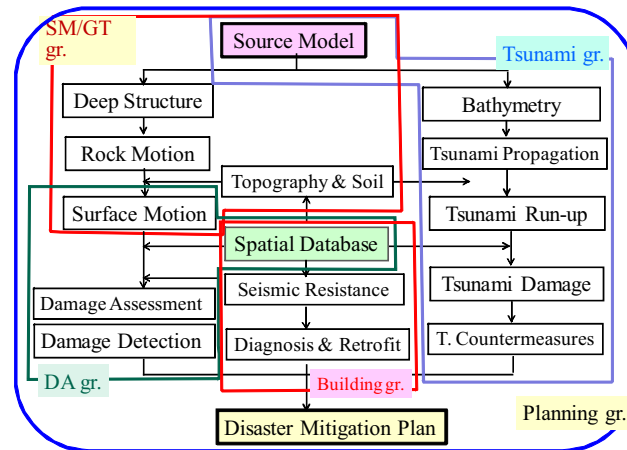 SM/GT
gr.
Source Model
Tsunami gr.
Deep Structure
Bathymetry
Rock Motion
Tsunami Propagation
Topography & Soil
Surface Motion
Tsunami Run-up
Spatial Database
Seismic Resistance
Tsunami Damage
Damage Assessment
Damage Detection
Diagnosis & Retrofit
T. Countermeasures
DA gr.
Building gr.
Planning gr.
Disaster Mitigation Plan